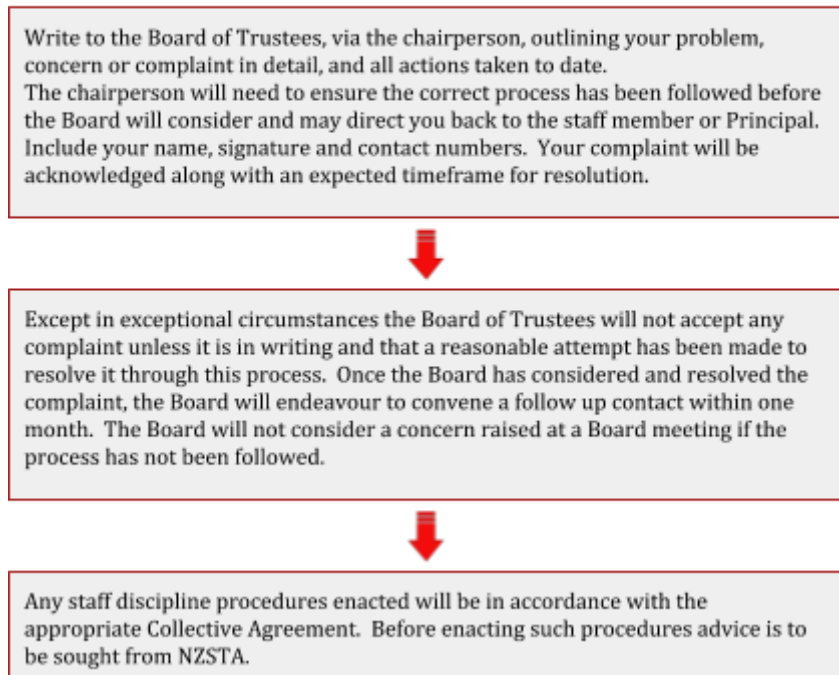 Write to the Board of Trustees, via the chairperson, outlining your problem,
concern or complaint in detail, and all actions taken to date.
The chairperson will need to ensure the correct process has been followed before
the Board will consider and may direct you back to the staff member or Principal.
Include your name, signature and contact numbers.  Your complaint will be
acknowledged along with an expected timeframe for resolution.
Except in exceptional circumstances the Board of Trustees will not accept any
complaint unless it is in writing and that a reasonable attempt has been made to
resolve it through this process.  Once the Board has considered and resolved the
complaint, the Board will endeavour to convene a follow up contact within one
month.  The Board will not consider a concern raised at a Board meeting if the
process has not been followed.
Any staff discipline procedures enacted will be in accordance with the
appropriate Collective Agreement.  Before enacting such procedures advice is to
be sought from NZSTA.